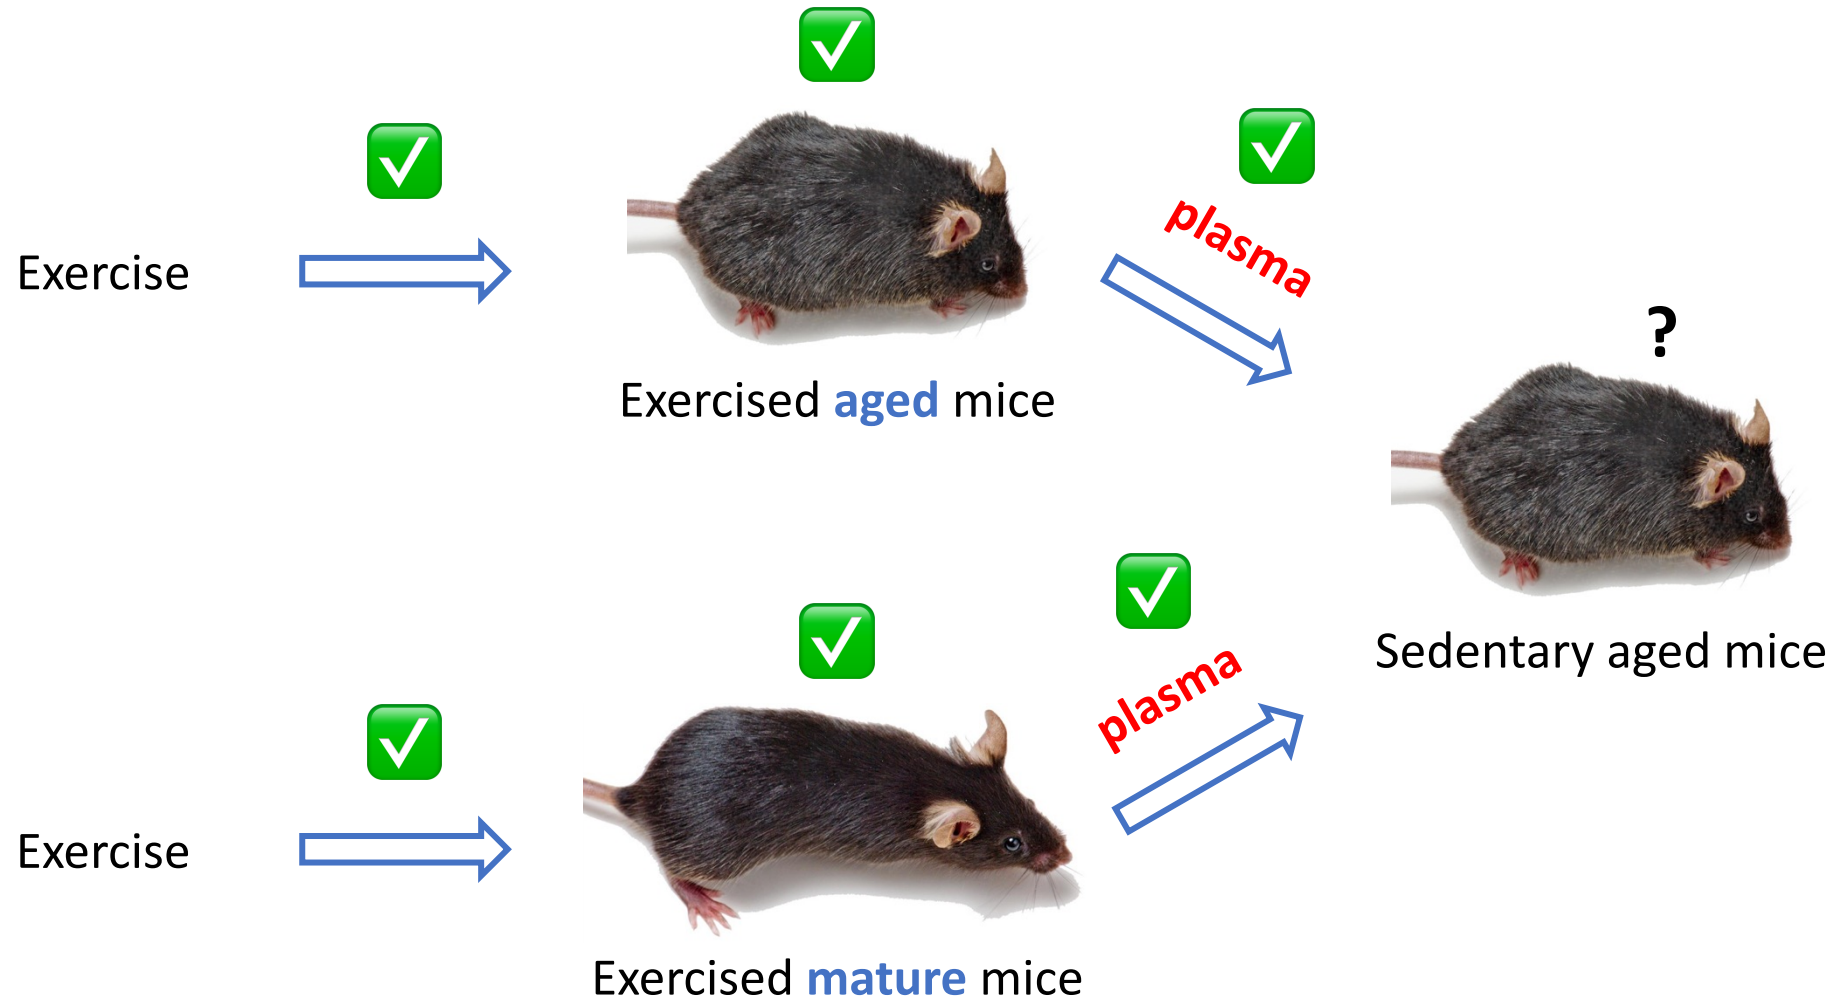 Exercise
Exercised aged mice
plasma
?
Sedentary aged mice
plasma
Exercise
Exercised mature mice